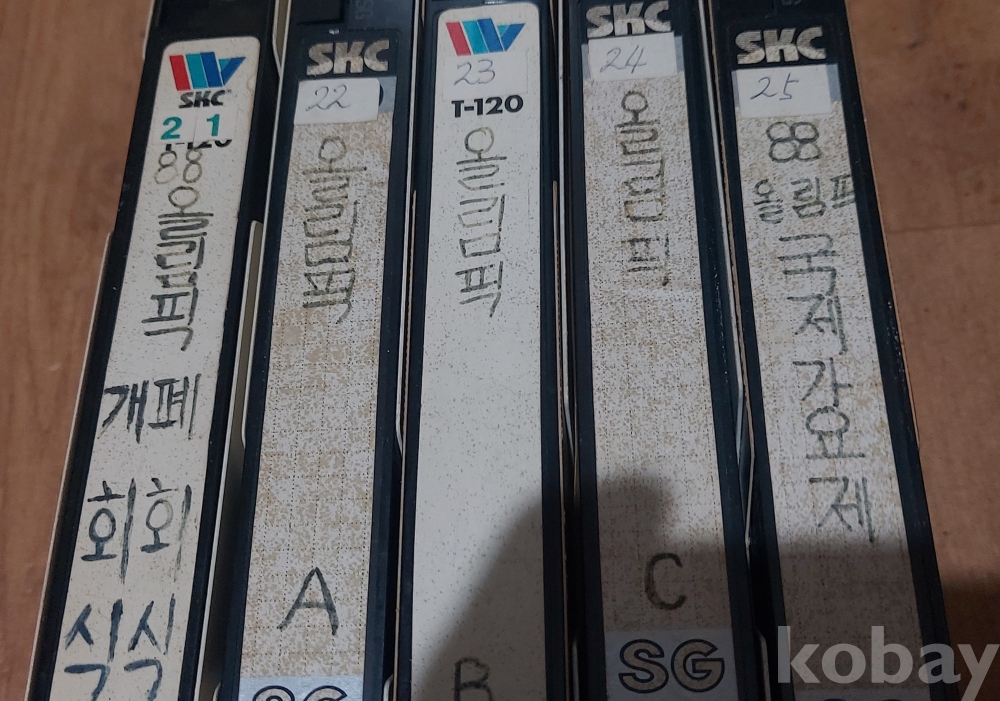 SKC
21
T-120
88
올림픽
개폐
회회
식식
SKC
22
올림픽
A
SG
23
T-120
올림픽
B
SKC
24
올림픽
C
SG
SKC
25
88
올림픽
국제가요제
kobay